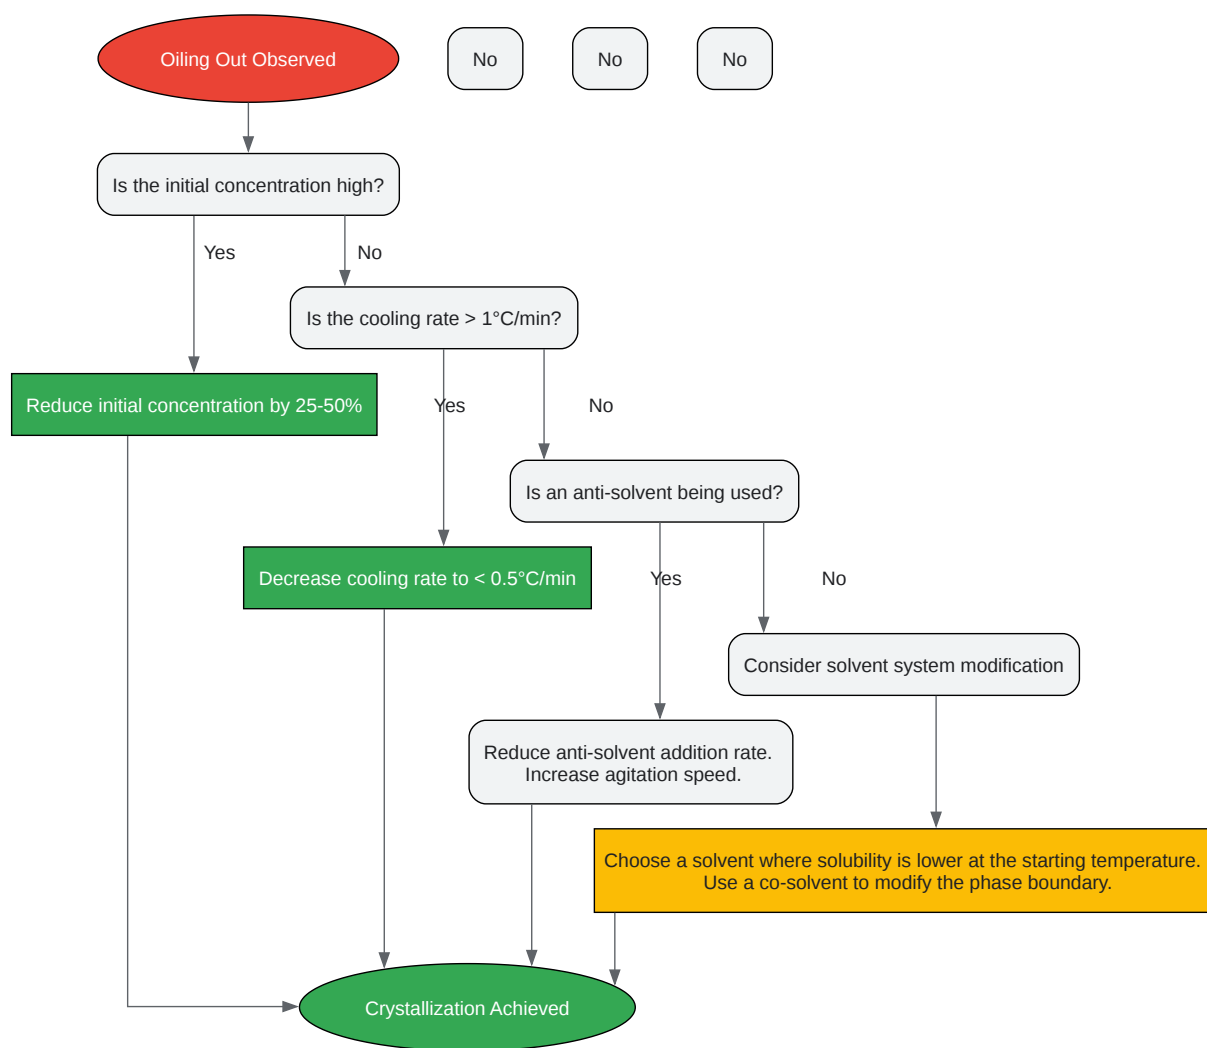 Oiling Out Observed
No
No
No
Is the initial concentration high?
Yes
No
Is the cooling rate > 1°C/min?
Reduce initial concentration by 25-50%
Yes
No
Is an anti-solvent being used?
Decrease cooling rate to < 0.5°C/min
Yes
No
Consider solvent system modification
Reduce anti-solvent addition rate.
Increase agitation speed.
Choose a solvent where solubility is lower at the starting temperature.
Use a co-solvent to modify the phase boundary.
Crystallization Achieved